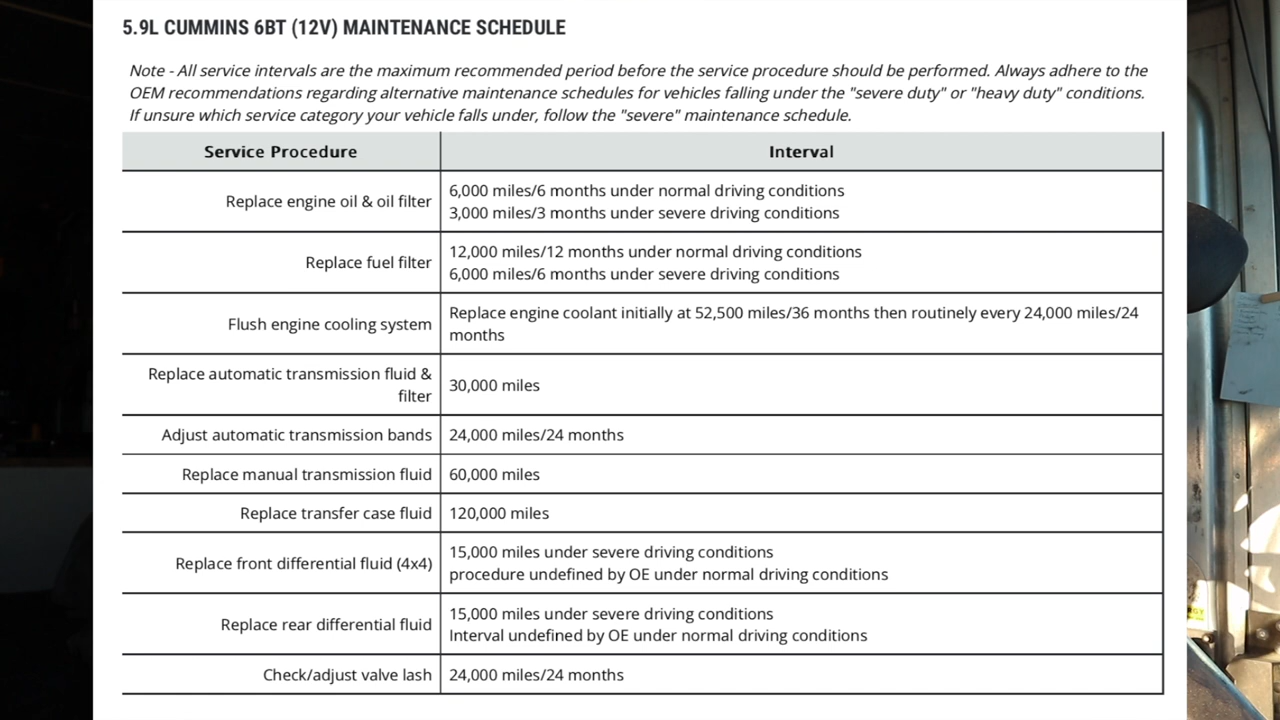 5.9L CUMMINS 6BT (12V) MAINTENANCE SCHEDULE
Note - All service intervals are the maximum recommended period before the service procedure should be performed. Always adhere to the
OEM recommendations regarding alternative maintenance schedules for vehicles falling under the "severe duty" or "heavy duty" conditions.
If unsure which service category your vehicle falls under, follow the "severe" maintenance schedule.
Service Procedure
Interval
Replace engine oil & oil filter
6,000 miles/6 months under normal driving conditions
3,000 miles/3 months under severe driving conditions
Replace fuel filter
12,000 miles/12 months under normal driving conditions
6,000 miles/6 months under severe driving conditions
Flush engine cooling system
Replace engine coolant initially at 52,500 miles/36 months then routinely every 24,000 miles/24
months
Replace automatic transmission fluid &
filter
30,000 miles
Adjust automatic transmission bands
24,000 miles/24 months
Replace manual transmission fluid
60,000 miles
Replace transfer case fluid
120,000 miles
Replace front differential fluid (4x4)
15,000 miles under severe driving conditions
procedure undefined by OE under normal driving conditions
Replace rear differential fluid
15,000 miles under severe driving conditions
Interval undefined by OE under normal driving conditions
Check/adjust valve lash
24,000 miles/24 months